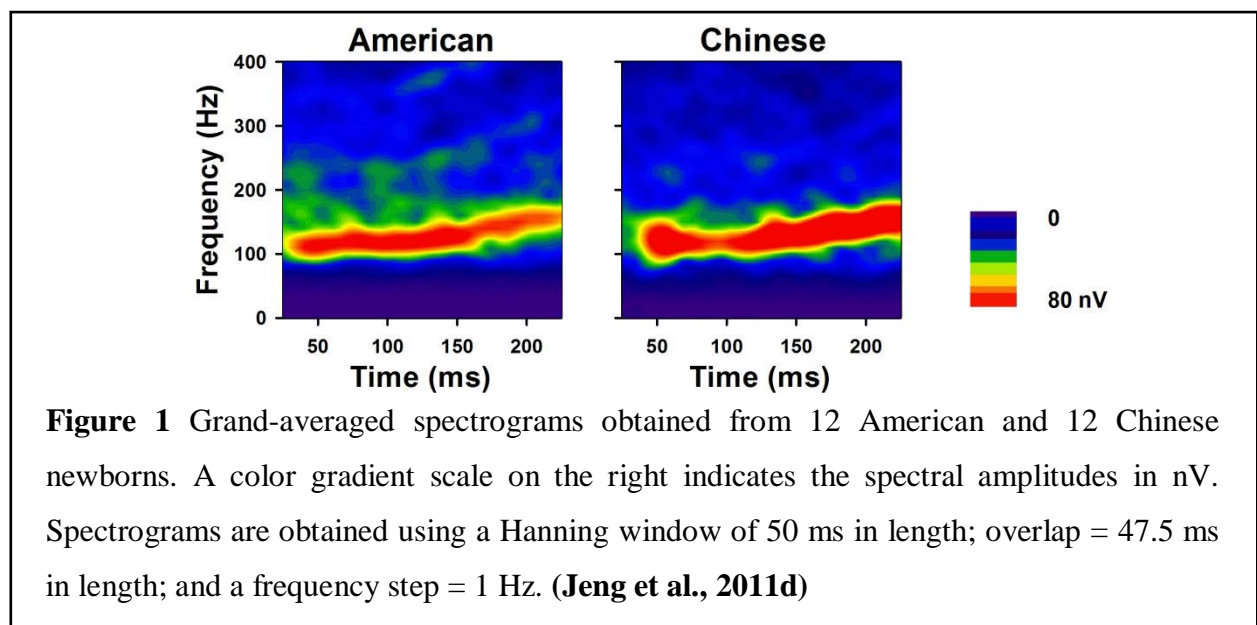 American Chinese
400
300
200
100
0
Frequency (Hz)
50 100 150 200 50 100 150 200
Time (ms) Time (ms)
0
80 nV
Figure 1 Grand-averaged spectrograms obtained from 12 American and 12 Chinese
newborns. A color gradient scale on the right indicates the spectral amplitudes in nV.
Spectrograms are obtained using a Hanning window of 50 ms in length; overlap = 47.5 ms
in length; and a frequency step = 1 Hz. (Jeng et al., 2011d)